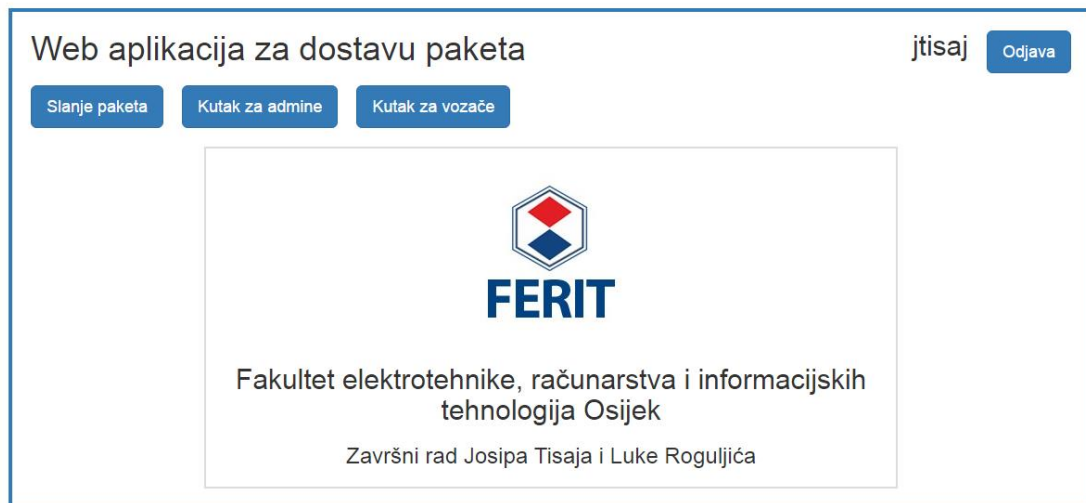 Web aplikacija za dostavu paketa
jtisaj
Odjava
Slanje paketa
Kutak za admine
Kutak za vozače
FERIT
Fakultet elektrotehnike, računarstva i informacijskih
tehnologija Osijek
Završni rad Josipa Tisaja i Luke Roguljića